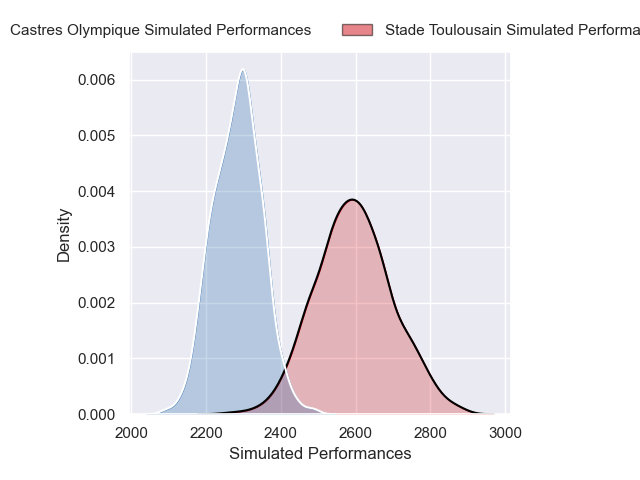 Castres Olympique Simulated Performances
Stade Toulousain Simulated Performa
0.006
0.005
0.004
0.003
0.002
0.001
0.000
Density
2000 2200 2400 2600 2800 3000
Simulated Performances